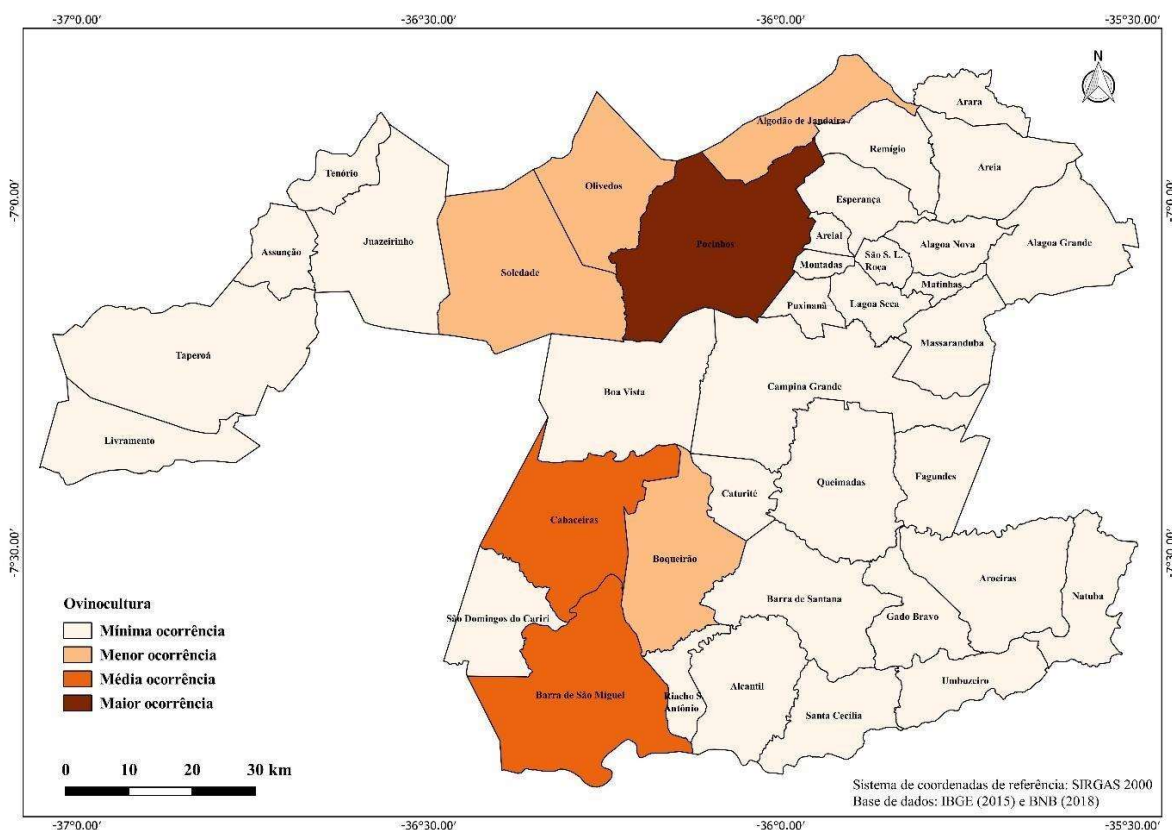 -37°0.00′
-36°30.00′
-36°0.00′
-35°30.00′
N
Arara
Algodão de Jandaíra
Remígio
Areia
Tenório
Olivedos
-7°0.00′
-7°0.00′
Esperança
Juazeirinho
Areial
Alagoa Nova
Alagoa Grande
Pocinhos
Assunção
São S. L.
Roça
Montadas
Soledade
Matinhas
Puxinanã
Lagoa Seca
Massaranduba
Taperoá
Campina Grande
Boa Vista
Livramento
Fagundes
Queimadas
Caturité
Cabaceiras
Boqueirão
-7°30.00′
-7°30.00′
Aroeiras
Natuba
Barra de Santana
Gado Bravo
São Domingos do Cariri
Ovinocultura
Mínima ocorrência
Menor ocorrência
Média ocorrência
Maior ocorrência
Umbuzeiro
Alcantil
Barra de São Miguel
Riacho S
Antônio
Santa Cecília
0 10 20 30 km
Sistema de coordenadas de referência: SIRGAS 2000
Base de dados: IBGE (2015) e BNB (2018)
-37°0.00′
-36°30.00′
-36°0.00′
-35°30.00′